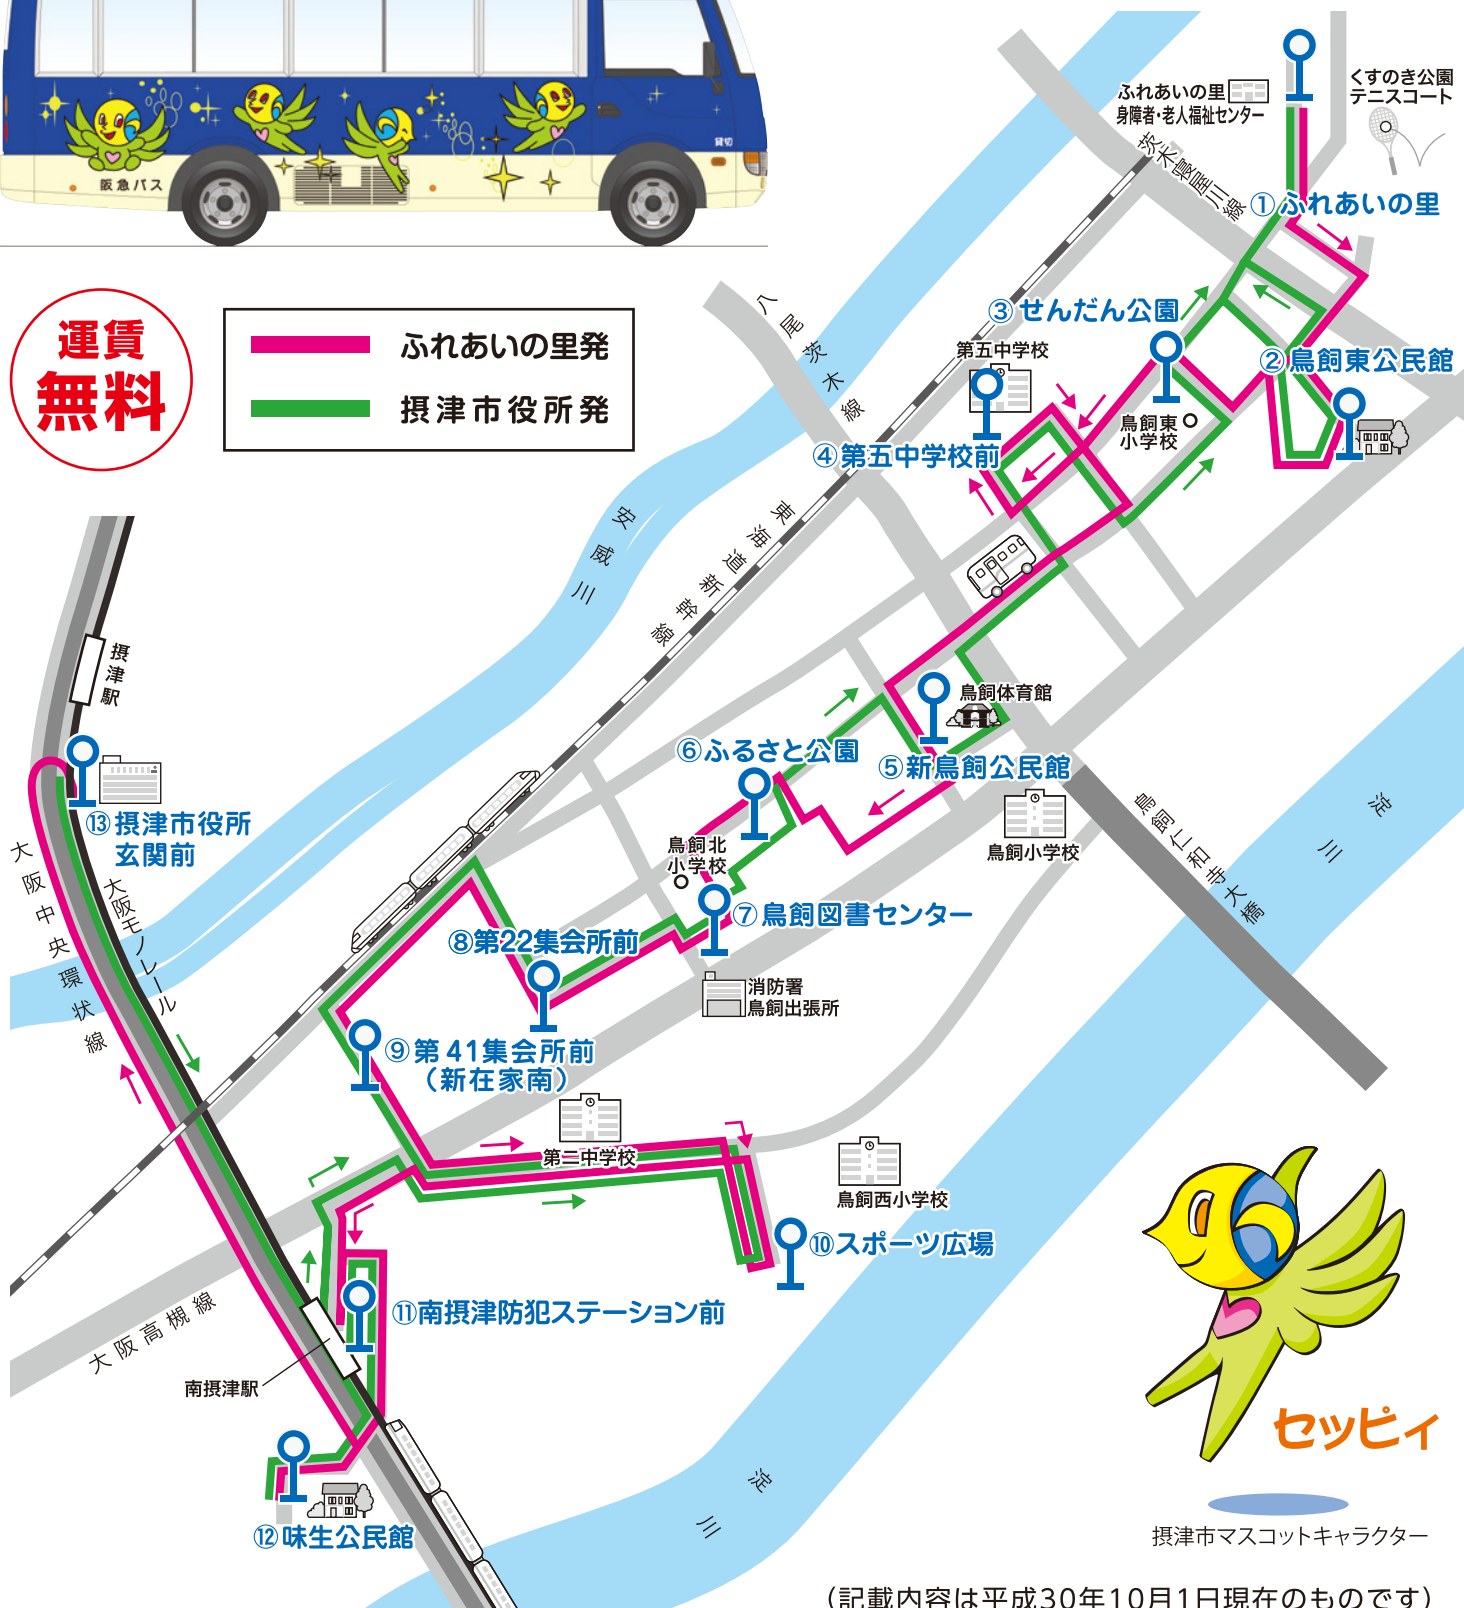 阪急バス
貸切
運賃
無料
ふれあいの里発
摂津市役所発
ふれあいの里
身障者・老人福祉センター
くすのき公園
テニスコート
茨木寝屋川線
①ふれあいの里
八尾茨木線
③せんだん公園
第五中学校
②鳥飼東公民館
鳥飼東
小学校
④第五中学校前
安威川
東海道新幹線
摂津駅
鳥飼体育館
⑥ふるさと公園
⑤新鳥飼公民館
⑬摂津市役所
玄関前
鳥飼小学校
鳥飼仁和寺大橋
淀川
大阪中央環状線
大阪モノレール
鳥飼北
小学校
⑦鳥飼図書センター
⑧第22集会所前
消防署
鳥飼出張所
⑨第41集会所前
（新在家南）
第二中学校
鳥飼西小学校
⑩スポーツ広場
⑪南摂津防犯ステーション前
大阪高槻線
南摂津駅
⑫味生公民館
淀川
セッピィ
摂津市マスコットキャラクター
（記載内容は平成30年10月1日現在のものです）